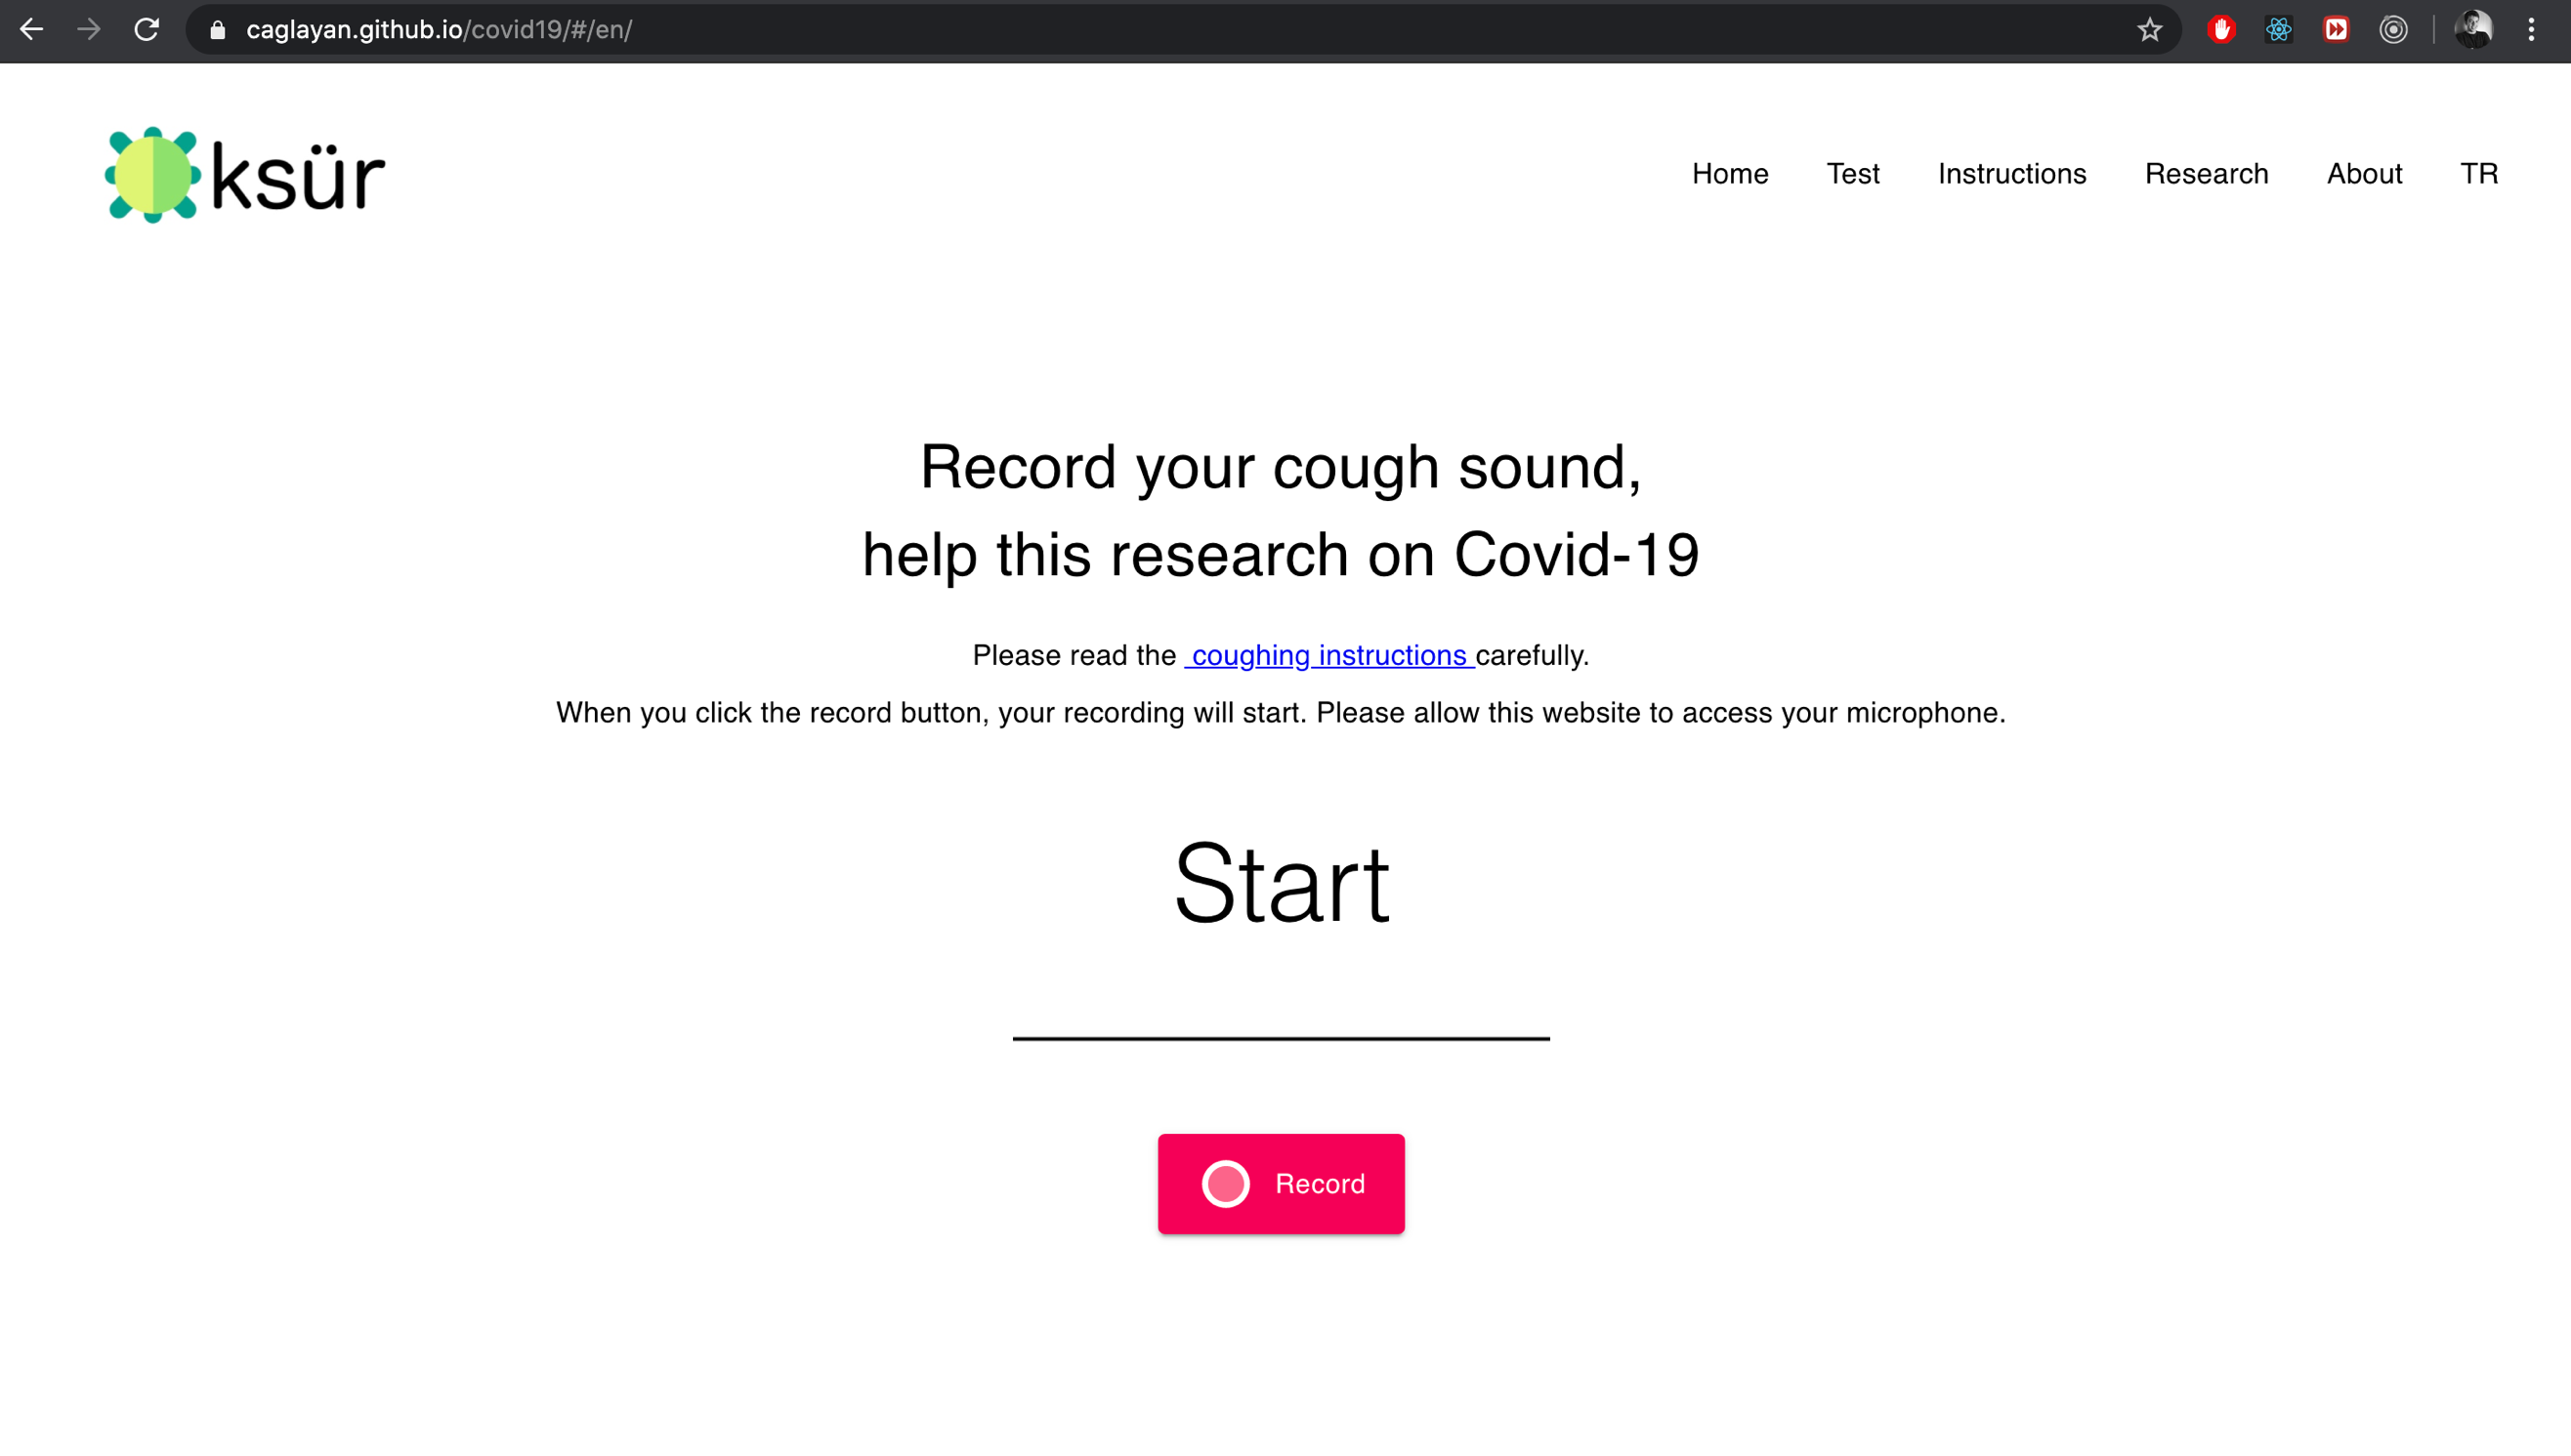 caglayan.github.io/covid19/#/en/
ksür
Home Test Instructions Research About TR
Record your cough sound,
help this research on Covid-19
Please read the coughing instructions carefully.
When you click the record button, your recording will start. Please allow this website to access your microphone.
Start
Record